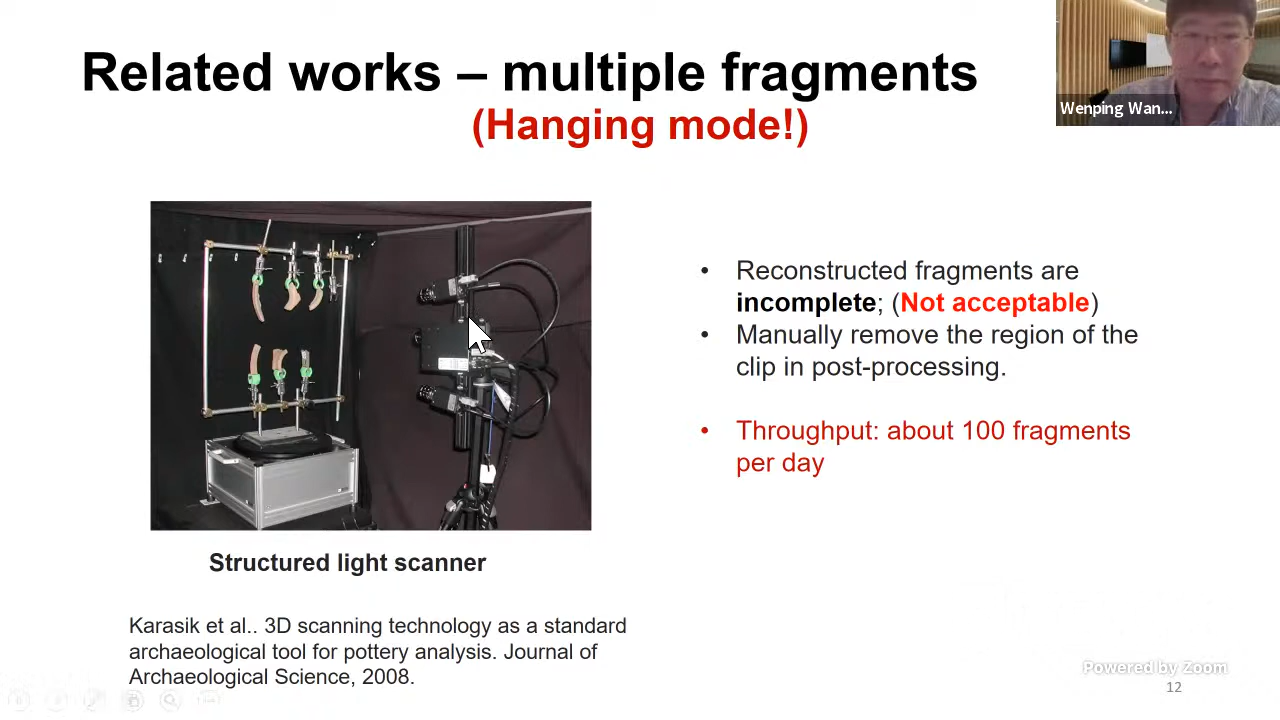 Related works – multiple fragments
(Hanging mode!)
Wenping Wan...
• Reconstructed fragments are
incomplete; (Not acceptable)
• Manually remove the region of the
clip in post-processing.
• Throughput: about 100 fragments
per day
Structured light scanner
Karasik et al.. 3D scanning technology as a standard
archaeological tool for pottery analysis. Journal of
Archaeological Science, 2008.
Powered by Zoom
12